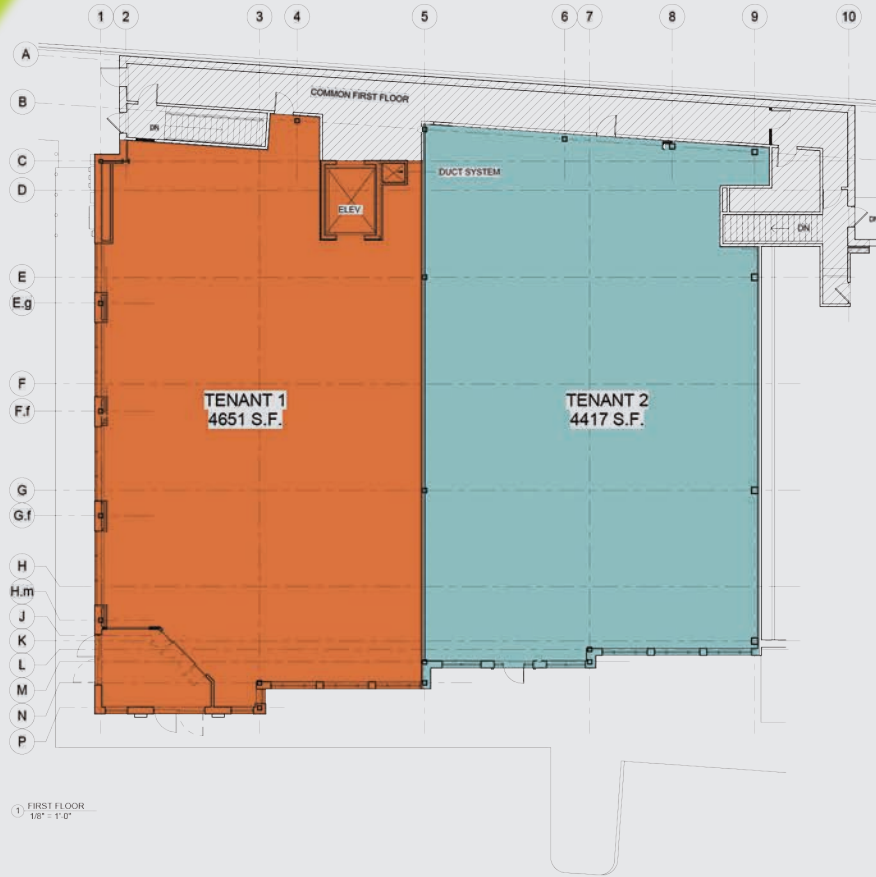 1 2 3 4 5 6 7 8 9 10
A
B
C
D
E
E.g
F
F.f
G
G.f
H
H.m
J
K
L
M
N
P
COMMON FIRST FLOOR
DN
DUCT SYSTEM
ELEV
DN
TENANT 1
4651 S.F.
TENANT 2
4417 S.F.
1 FIRST FLOOR
1/8" = 1'-0"